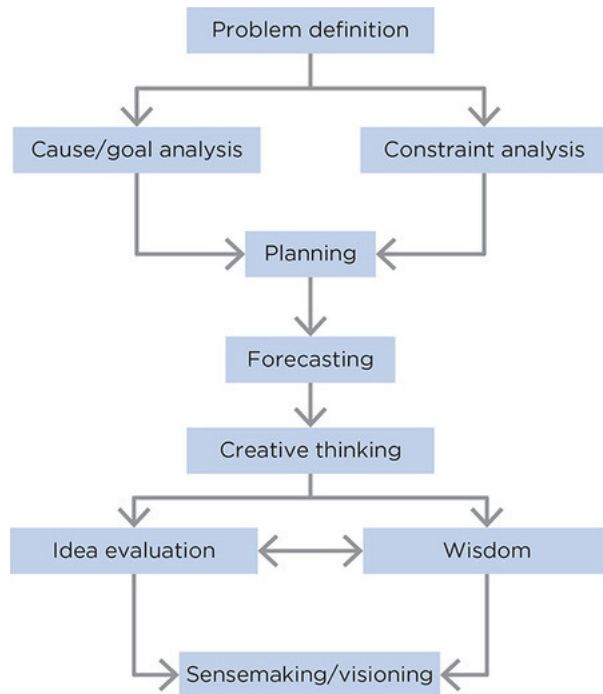 Problem definition
Cause/goal analysis
Constraint analysis
Planning
Forecasting
Creative thinking
Idea evaluation
Wisdom
Sensemaking/visioning